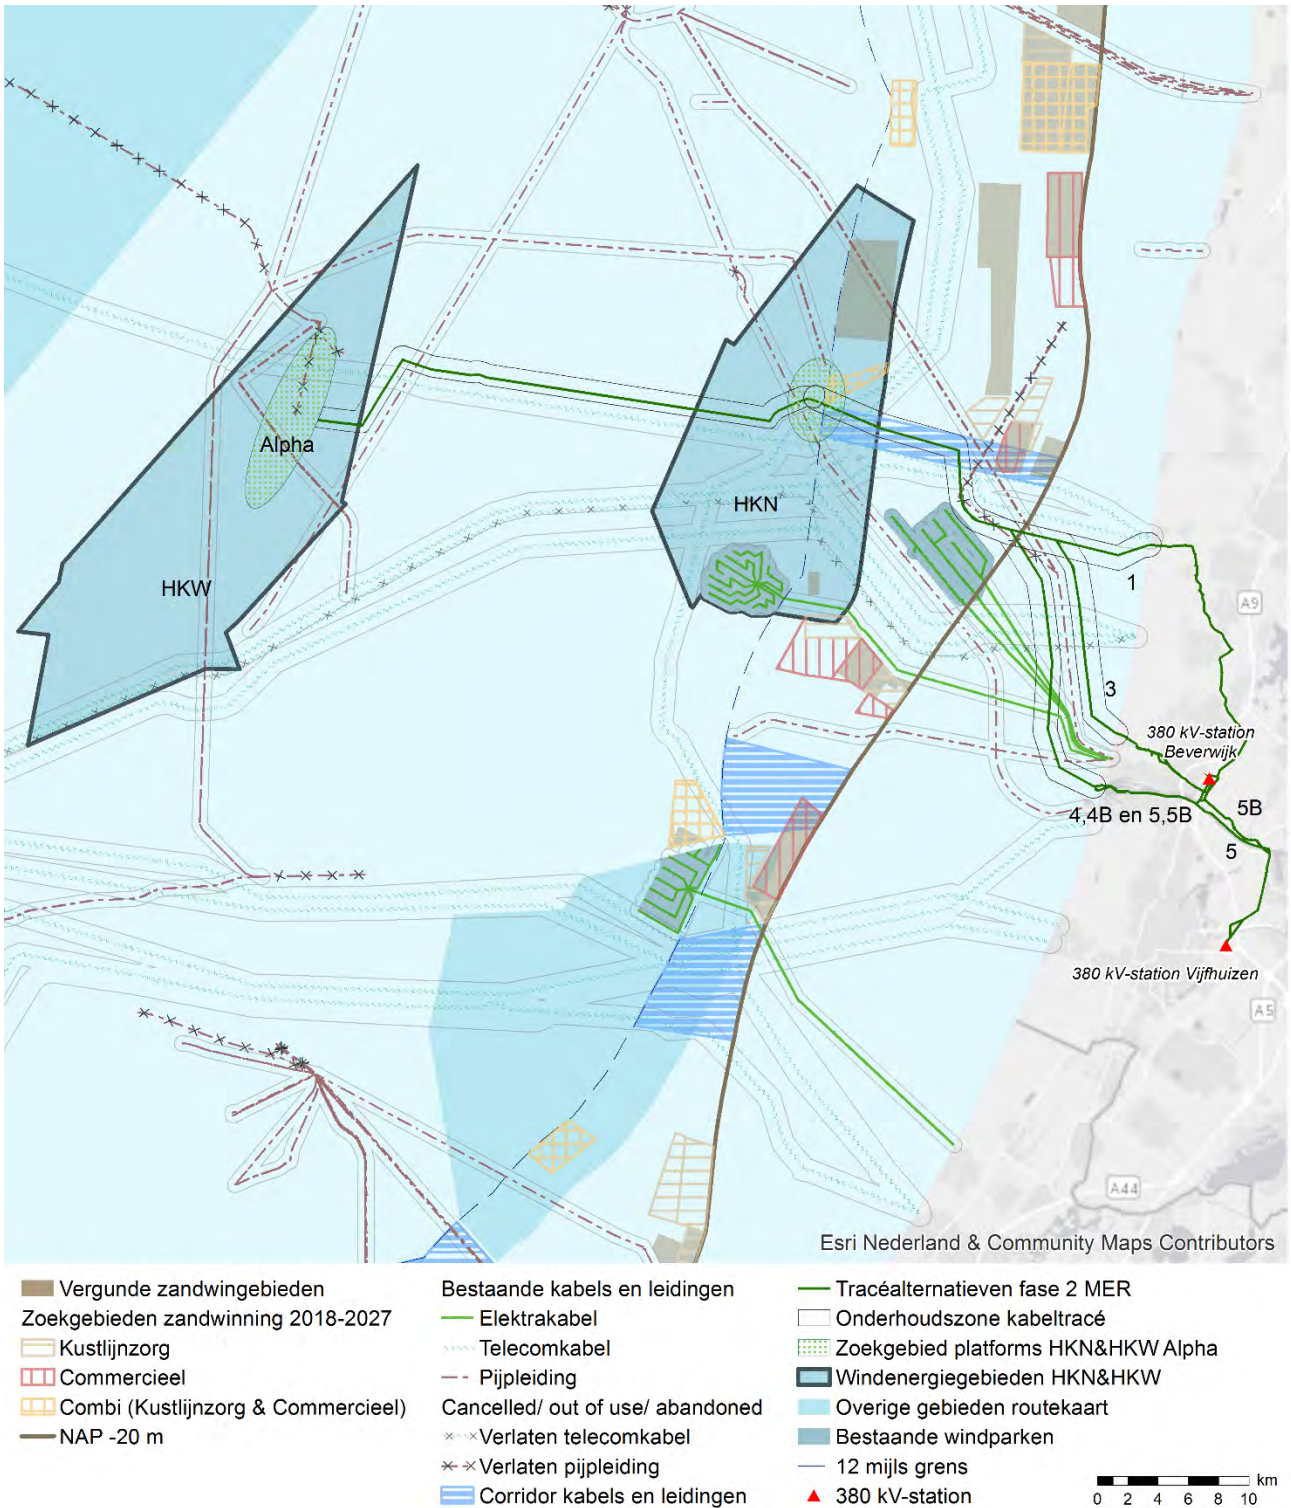 Alpha
HKN
HKW
1
A9
3
380 kV-station
Beverwijk
4,4B en 5,5B
5B
5
380 kV-station Vijfhuizen
A5
A44
Esri Nederland & Community Maps Contributors
Vergunde zandwingebieden
Zoekgebieden zandwinning 2018-2027
Kustlijnzorg
Commercieel
Combi (Kustlijnzorg & Commercieel)
NAP -20 m
Bestaande kabels en leidingen
Elektrakabel
Telecomkabel
Pijpleiding
Cancelled/ out of use/ abandoned
Verlaten telecomkabel
Verlaten pijpleiding
Corridor kabels en leidingen
Tracéalternatieven fase 2 MER
Onderhoudszone kabeltracé
Zoekgebied platforms HKN&HKW Alpha
Windenergiegebieden HKN&HKW
Overige gebieden routekaart
Bestaande windparken
12 mijls grens
380 kV-station
km
0 2 4 6 8 10